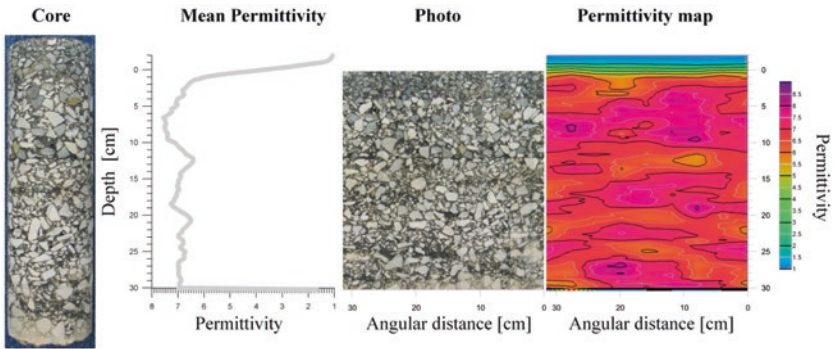 Core
Mean Permittivity
Photo
Permittivity map
Depth [cm]
0
5
10
15
20
25
30
8 7 6 5 4 3 2 1
Permittivity
30 20 10 0
Angular distance [cm]
0
5
10
15
20
25
30
30 20 10 0
Angular distance [cm]
8.5
8
7.5
7
6.5
6
5.5
5
4.5
4
3.5
3
2.5
2
1.5
1
Permittivity